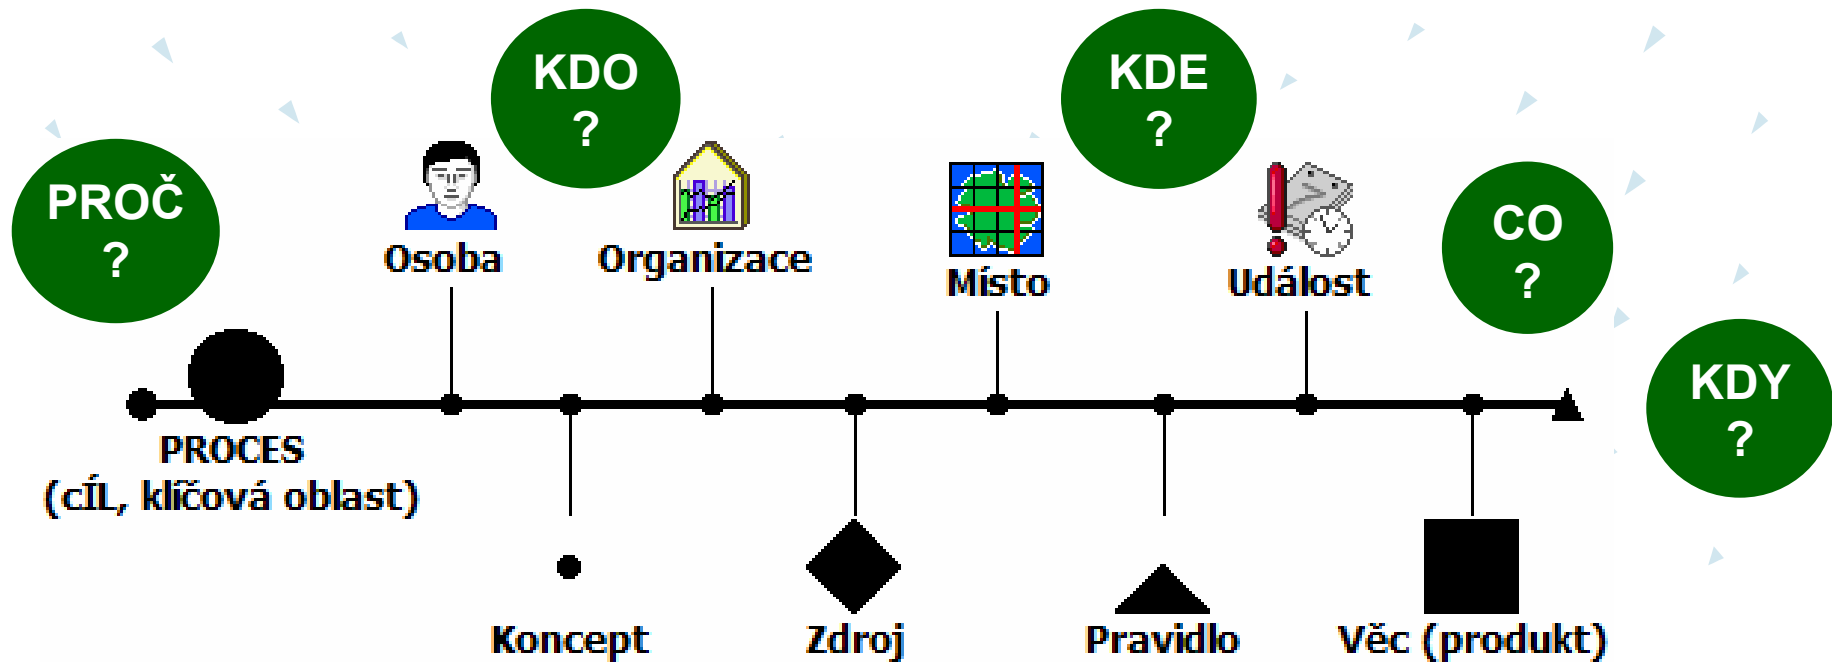 KDO
?
KDE
?
PROČ
?
CO
?
Osoba
Organizace
Místo
Událost
KDY
?
PROCES
(cÍL, klíčová oblast)
Koncept
Zdroj
Pravidlo
Věc (produkt)